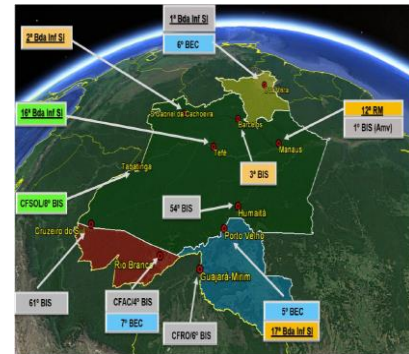 1ª Bda Inf Sl
2ª Bda Inf Sl
6º BEC
Boa Vista
S.Gabriel da Cachoeira
16ª Bda Inf Sl
Barcelos
12ª RM
1º BIS (Amv)
Tefé
Manaus
Tabatinga
3º BIS
CFSOL/8º BIS
54º BIS
Humaitá
Cruzeiro do Sul
Porto Velho
Rio Branco
Guajará-Mirim
61º BIS
CFAC/4º BIS
7º BEC
CFRO/6º BIS
5º BEC
17ª Bda Inf Sl